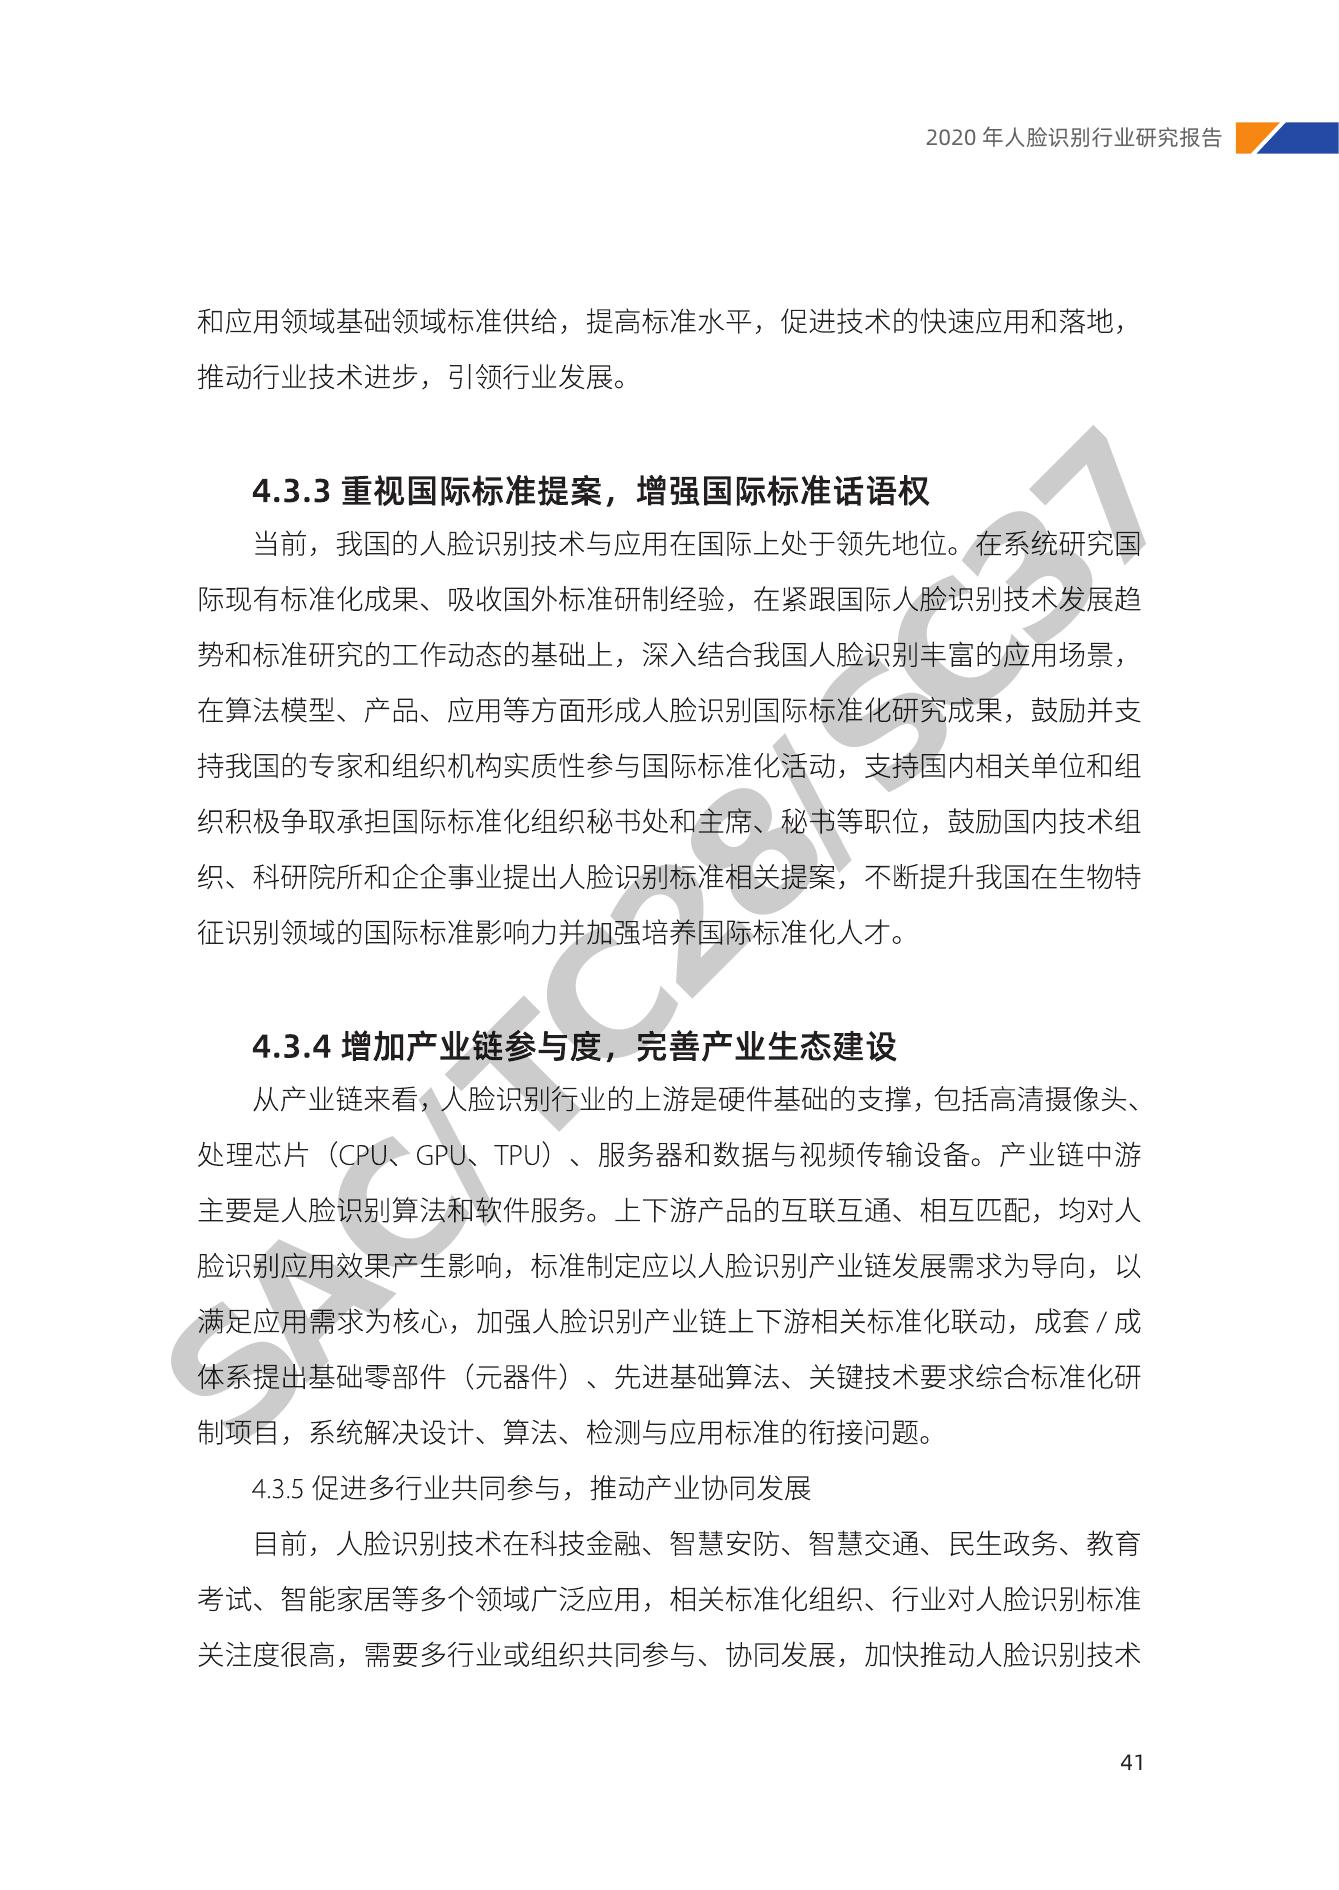 2020 年人脸识别行业研究报告
和应用领域基础领域标准供给，提高标准水平，促进技术的快速应用和落地，
推动行业技术进步，引领行业发展。
4.3.3 重视国际标准提案，增强国际标准话语权
当前，我国的人脸识别技术与应用在国际上处于领先地位。在系统研究国
际现有标准化成果、吸收国外标准研制经验，在紧跟国际人脸识别技术发展趋
势和标准研究的工作动态的基础上，深入结合我国人脸识别丰富的应用场景，
在算法模型、产品、应用等方面形成人脸识别国际标准化研究成果，鼓励并支
持我国的专家和组织机构实质性参与国际标准化活动，支持国内相关单位和组
织积极争取承担国际标准化组织秘书处和主席、秘书等职位，鼓励国内技术组
织、科研院所和企企事业提出人脸识别标准相关提案，不断提升我国在生物特
征识别领域的国际标准影响力并加强培养国际标准化人才。
4.3.4 增加产业链参与度，完善产业生态建设
从产业链来看，人脸识别行业的上游是硬件基础的支撑，包括高清摄像头、
处理芯片（CPU、GPU、TPU）、服务器和数据与视频传输设备。产业链中游
主要是人脸识别算法和软件服务。上下游产品的互联互通、相互匹配，均对人
脸识别应用效果产生影响，标准制定应以人脸识别产业链发展需求为导向，以
满足应用需求为核心，加强人脸识别产业链上下游相关标准化联动，成套 / 成
体系提出基础零部件（元器件）、先进基础算法、关键技术要求综合标准化研
制项目，系统解决设计、算法、检测与应用标准的衔接问题。
4.3.5 促进多行业共同参与，推动产业协同发展
目前，人脸识别技术在科技金融、智慧安防、智慧交通、民生政务、教育
考试、智能家居等多个领域广泛应用，相关标准化组织、行业对人脸识别标准
关注度很高，需要多行业或组织共同参与、协同发展，加快推动人脸识别技术
41
SAC/TC28/SC37